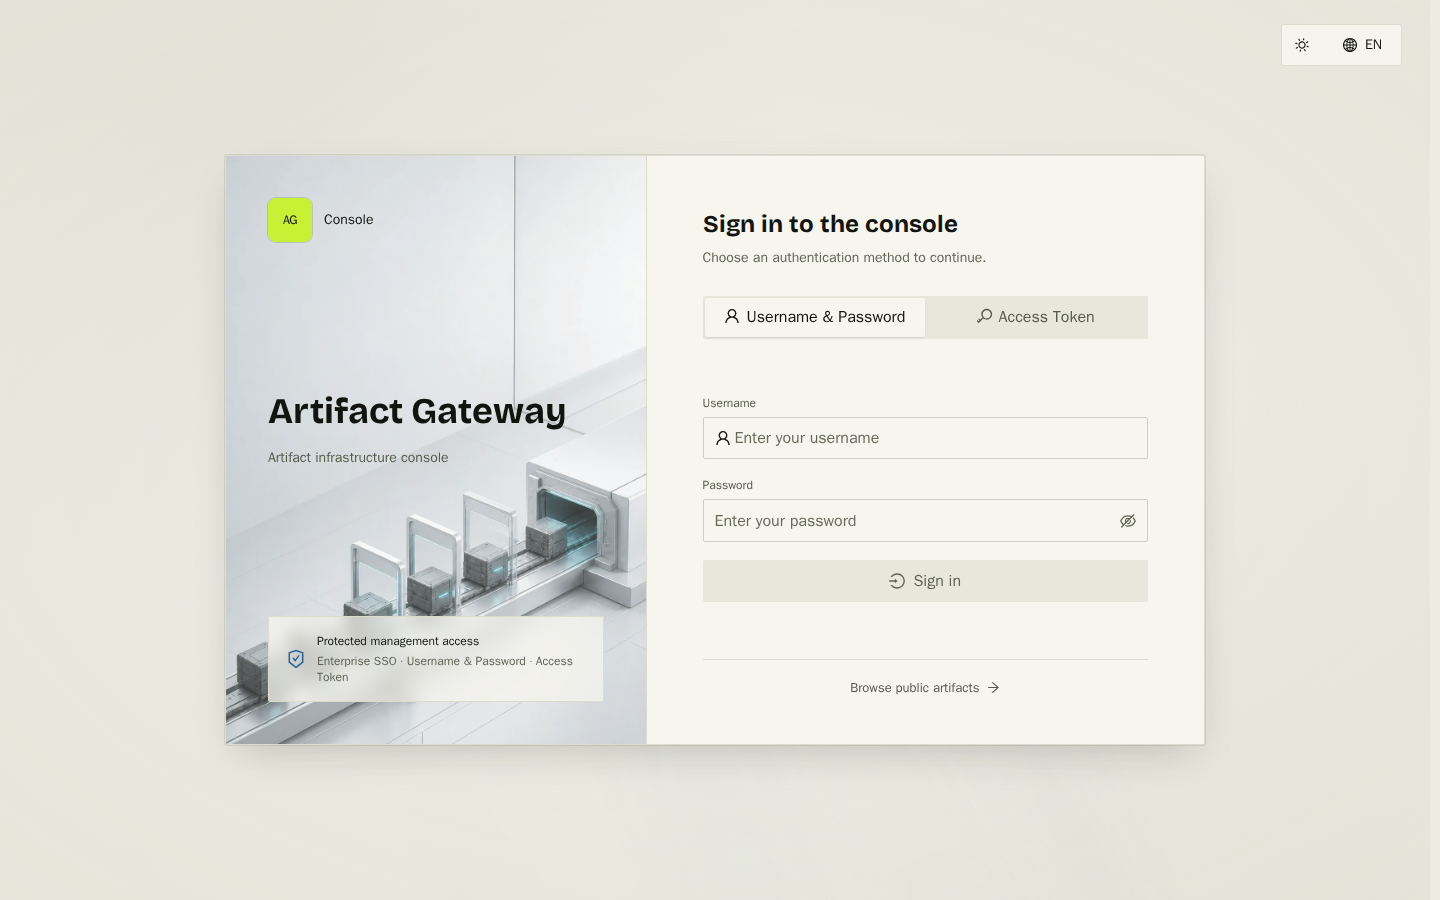 EN
AG
Console
Artifact Gateway
Artifact infrastructure console
Protected management access
Enterprise SSO · Username & Password · Access
Token
Sign in to the console
Choose an authentication method to continue.
Username & Password
Access Token
Username
Enter your username
Password
Enter your password
Sign in
Browse public artifacts